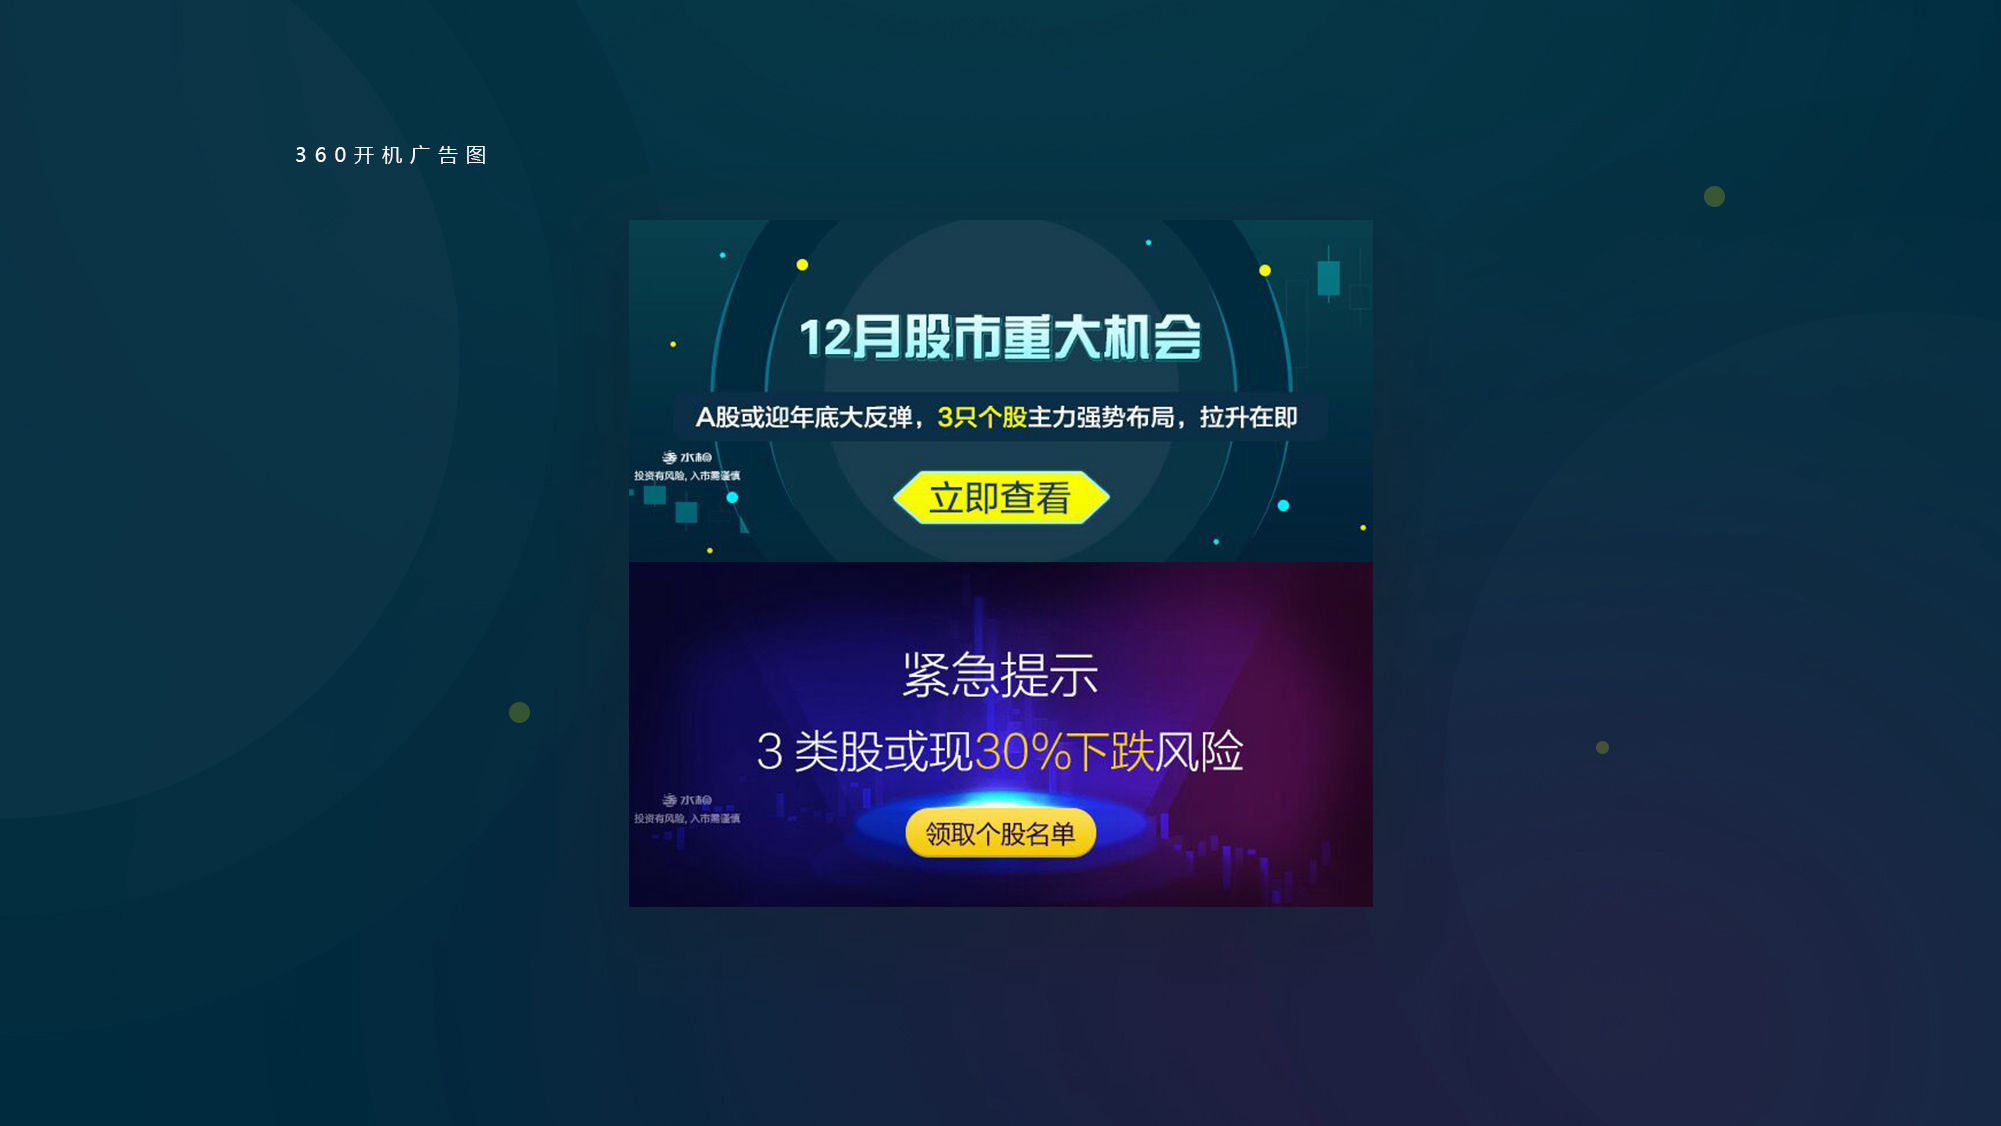 360开机广告图
12月股市重大机会
A股或迎年底大反弹，3只个股主力强势布局，拉升在即
投资有风险, 入市需谨慎
立即查看
紧急提示
3 类股或现30%下跌风险
投资有风险, 入市需谨慎
领取个股名单